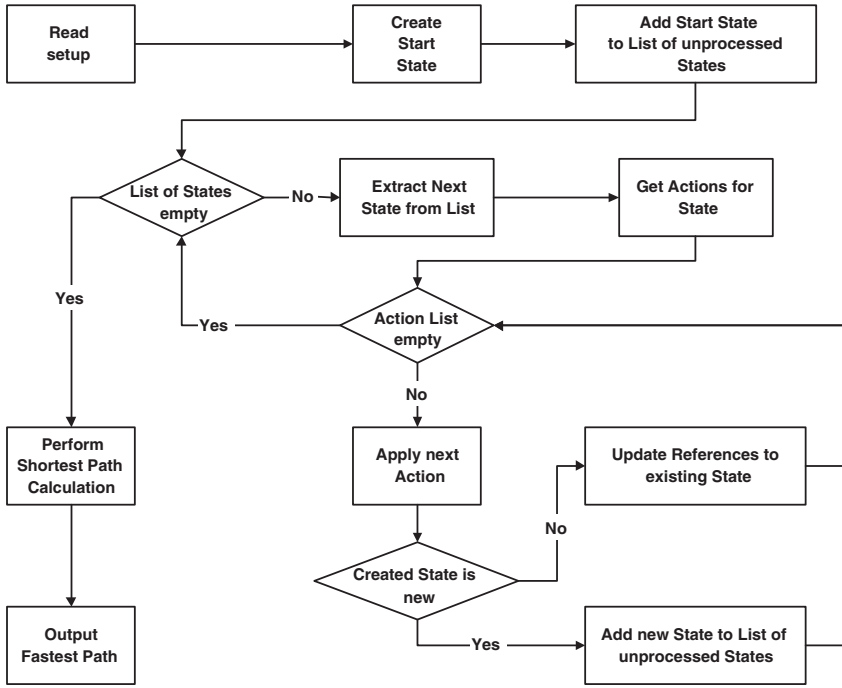 Read
setup
Create
Start
State
Add Start State
to List of unprocessed
States
List of States
empty
No
Extract Next
State from List
Get Actions for
State
Yes
Yes
Action List
empty
No
Perform
Shortest Path
Calculation
Apply next
Action
Update References to
existing State
No
Created State is
new
Yes
Output
Fastest Path
Add new State to List of
unprocessed States